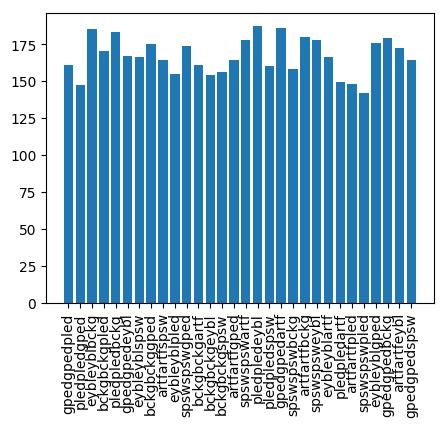 175
150
125
100
75
50
25
0
gpedgpedpled
pledpledgped
eybleyblbckg
bckgbckgpled
pledpledbckg
gpedgpedeybl
eybleyblspsw
bckgbckggped
artfartfspsw
eybleyblpled
spswspswgped
bckgbckgartf
bckgbckgeybl
bckgbckgspsw
artfartfgped
spswspswartf
pledpledeybl
pledpledspsw
gpedgpedartf
spswspswbckg
artfartfbckg
spswspsweybl
eybleyblartf
pledpledartf
artfartfpled
spswspswpled
eybleyblgped
gpedgpedbckg
artfartfeybl
gpedgpedspsw